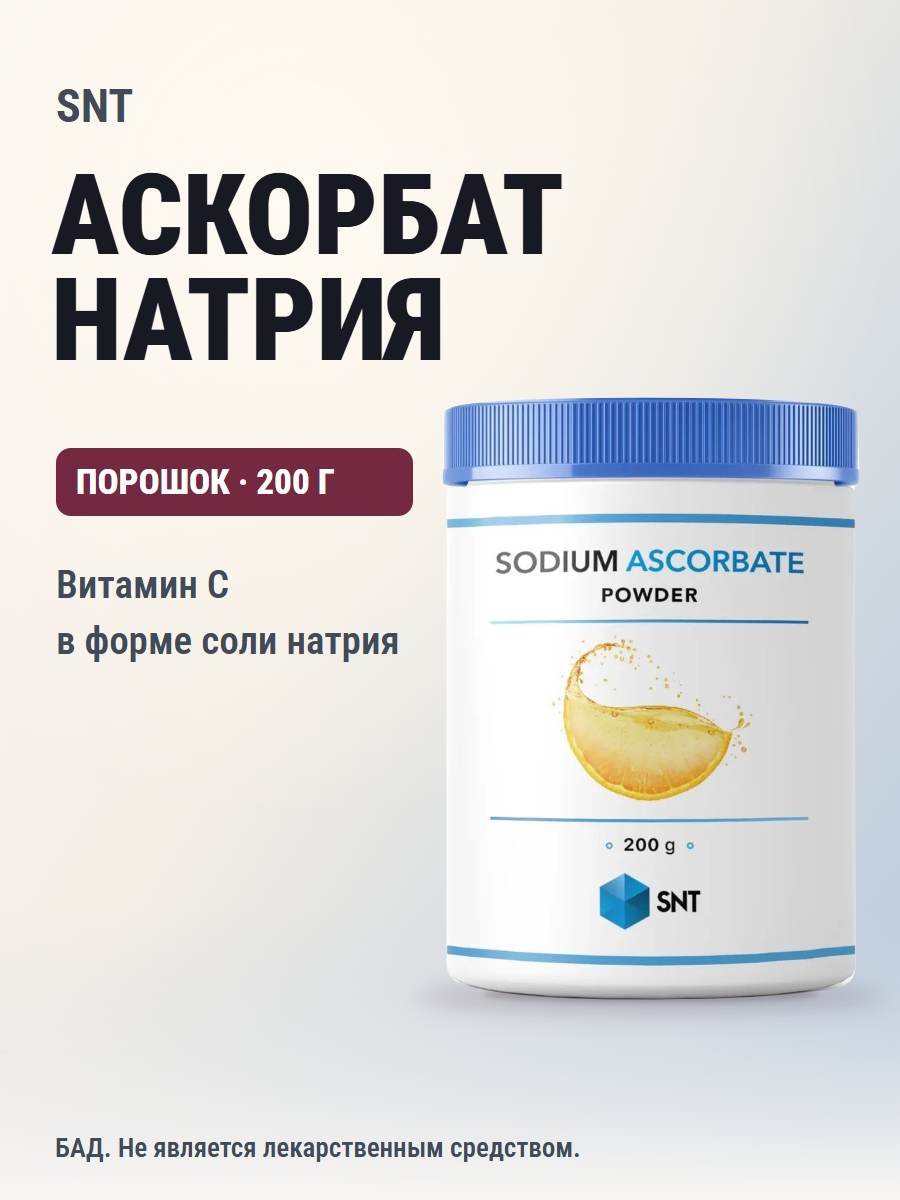 SNT
АСКОРБАТ
НАТРИЯ
ПОРОШОК · 200 Г
Витамин С
в форме соли натрия
SODIUM ASCORBATE
POWDER
200 g
SNT
БАД. Не является лекарственным средством.